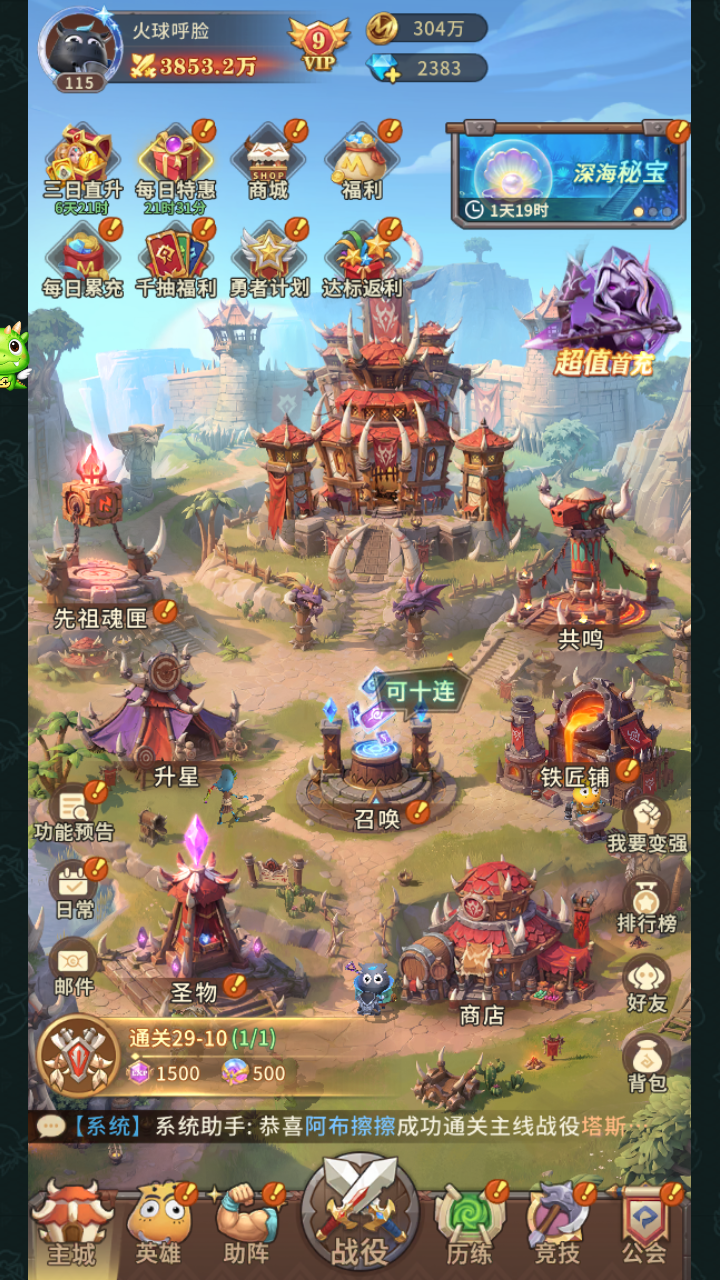 火球呼脸
9
VIP
304万
115
3853.2万
2383
三日直升
6天21时
每日特惠
21时31分
SHOP
商城
福利
深海秘宝
1天19时
每日累充
千抽福利
勇者计划
达标返利
超值首充
先祖魂匣
共鸣
可十连
升星
铁匠铺
召唤
功能预告
我要变强
日常
排行榜
邮件
圣物
商店
好友
通关29-10(1/1)
EXP
1500
500
背包
【系统】 系统助手: 恭喜阿布擦擦成功通关主线战役塔斯…
主城
英雄
助阵
战役
历练
竞技
公会